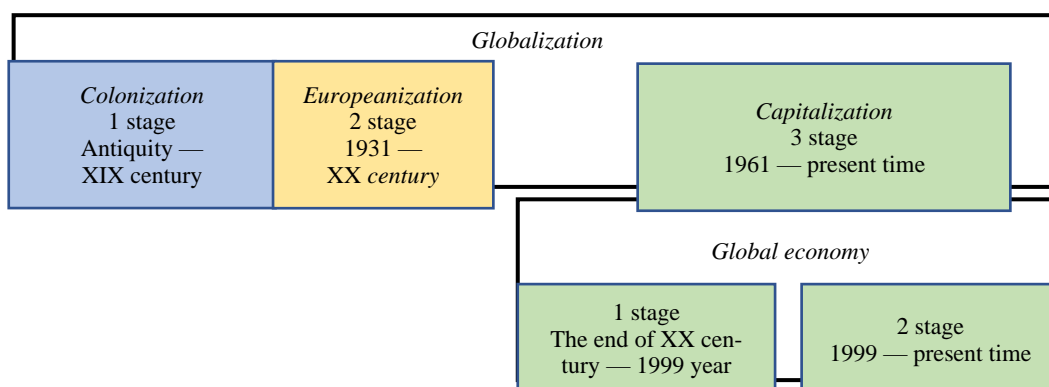 Globalization
Colonization
1 stage
Antiquity —
XIX century
Europeanization
2 stage
1931 —
XX century
Capitalization
3 stage
1961 — present time
Global economy
1 stage
The end of XX cen-
tury — 1999 year
2 stage
1999 — present time